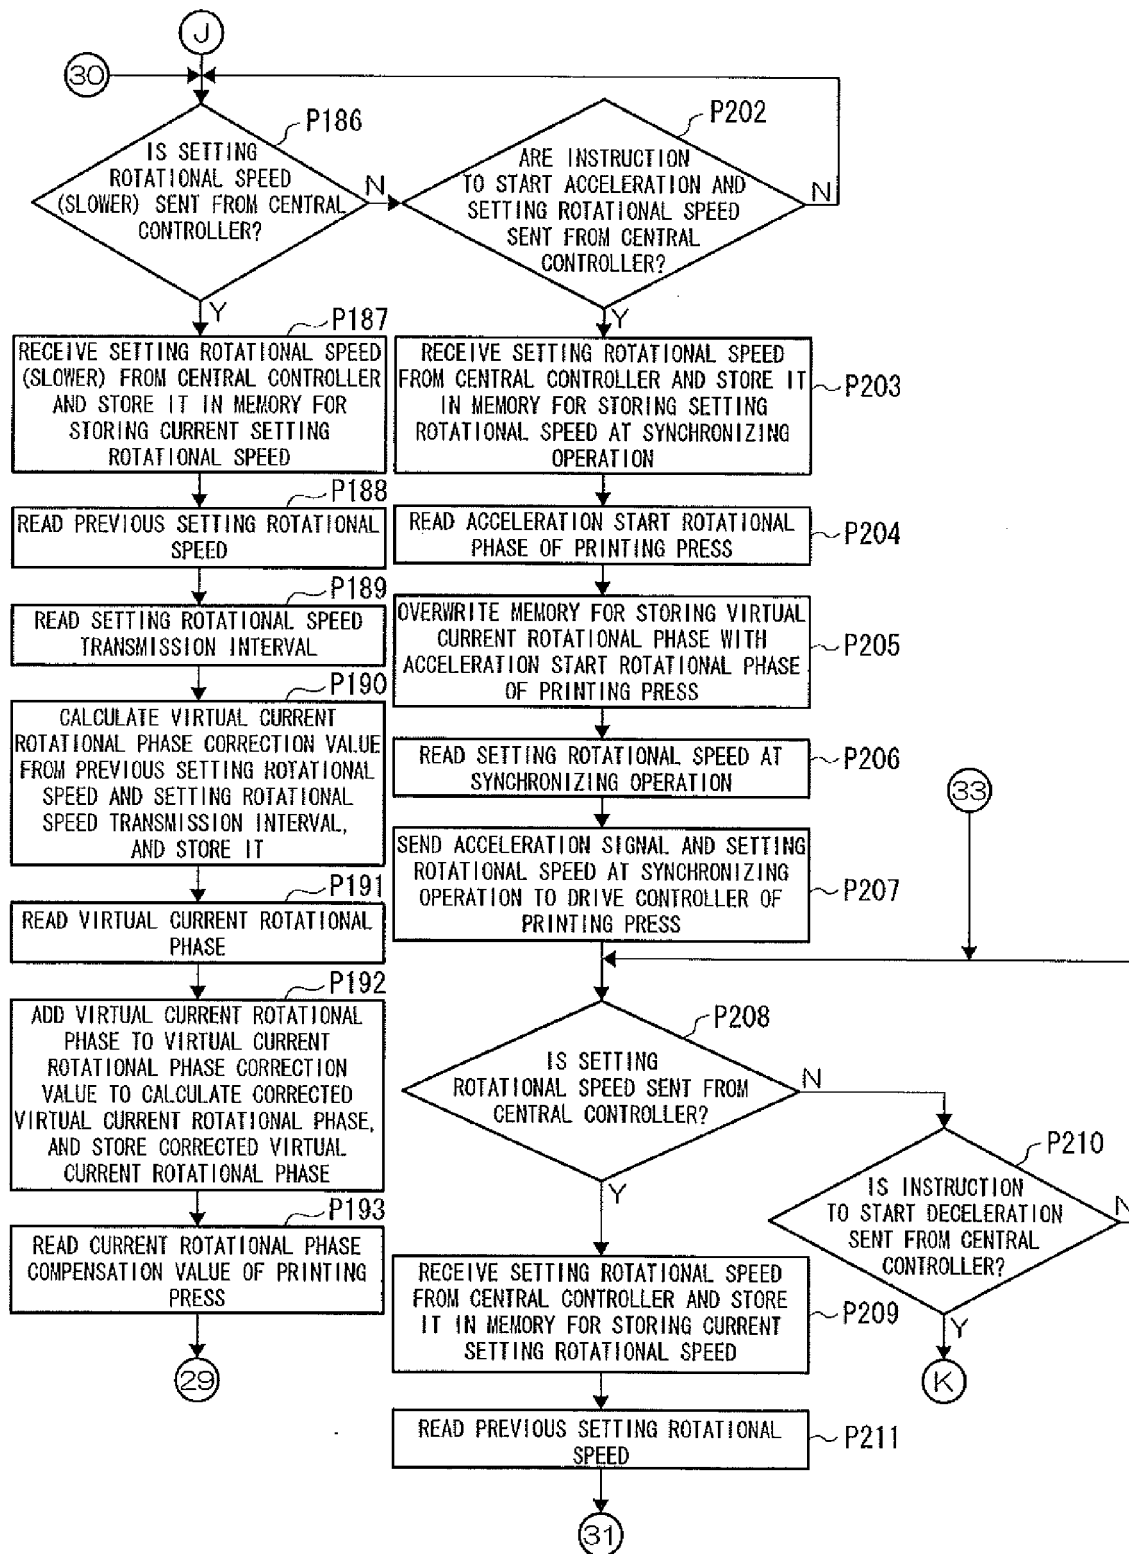 J
30
P186
IS SETTING
ROTATIONAL SPEED
(SLOWER) SENT FROM CENTRAL
CONTROLLER?
N
Y
P202
ARE INSTRUCTION
TO START ACCELERATION AND
SETTING ROTATIONAL SPEED
SENT FROM CENTRAL
CONTROLLER?
N
Y
P187
RECEIVE SETTING ROTATIONAL SPEED
(SLOWER) FROM CENTRAL CONTROLLER
AND STORE IT IN MEMORY FOR
STORING CURRENT SETTING
ROTATIONAL SPEED
P188
READ PREVIOUS SETTING ROTATIONAL
SPEED
P189
READ SETTING ROTATIONAL SPEED
TRANSMISSION INTERVAL
P190
CALCULATE VIRTUAL CURRENT
ROTATIONAL PHASE CORRECTION VALUE
FROM PREVIOUS SETTING ROTATIONAL
SPEED AND SETTING ROTATIONAL
SPEED TRANSMISSION INTERVAL,
AND STORE IT
P191
READ VIRTUAL CURRENT ROTATIONAL
PHASE
P192
ADD VIRTUAL CURRENT ROTATIONAL
PHASE TO VIRTUAL CURRENT
ROTATIONAL PHASE CORRECTION
VALUE TO CALCULATE CORRECTED
VIRTUAL CURRENT ROTATIONAL PHASE,
AND STORE CORRECTED VIRTUAL
CURRENT ROTATIONAL PHASE
P193
READ CURRENT ROTATIONAL PHASE
COMPENSATION VALUE OF PRINTING
PRESS
29
RECEIVE SETTING ROTATIONAL SPEED
FROM CENTRAL CONTROLLER AND STORE IT
IN MEMORY FOR STORING SETTING
ROTATIONAL SPEED AT SYNCHRONIZING
OPERATION
P203
READ ACCELERATION START ROTATIONAL
PHASE OF PRINTING PRESS
P204
OVERWRITE MEMORY FOR STORING VIRTUAL
CURRENT ROTATIONAL PHASE WITH
ACCELERATION START ROTATIONAL PHASE
OF PRINTING PRESS
P205
READ SETTING ROTATIONAL SPEED AT
SYNCHRONIZING OPERATION
P206
SEND ACCELERATION SIGNAL AND SETTING
ROTATIONAL SPEED AT SYNCHRONIZING
OPERATION TO DRIVE CONTROLLER OF
PRINTING PRESS
P207
33
P208
IS SETTING
ROTATIONAL SPEED SENT FROM
CENTRAL CONTROLLER?
N
Y
P210
IS INSTRUCTION
TO START DECELERATION
SENT FROM CENTRAL
CONTROLLER?
N
Y
K
RECEIVE SETTING ROTATIONAL SPEED
FROM CENTRAL CONTROLLER AND STORE
IT IN MEMORY FOR STORING CURRENT
SETTING ROTATIONAL SPEED
P209
READ PREVIOUS SETTING ROTATIONAL
SPEED
P211
31